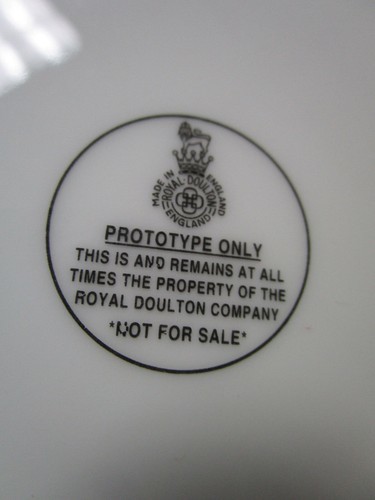 MADE IN ENGLAND
ROYAL·DOULTON
ENGLAND
PROTOTYPE ONLY
THIS IS AND REMAINS AT ALL
TIMES THE PROPERTY OF THE
ROYAL DOULTON COMPANY
*NOT FOR SALE*